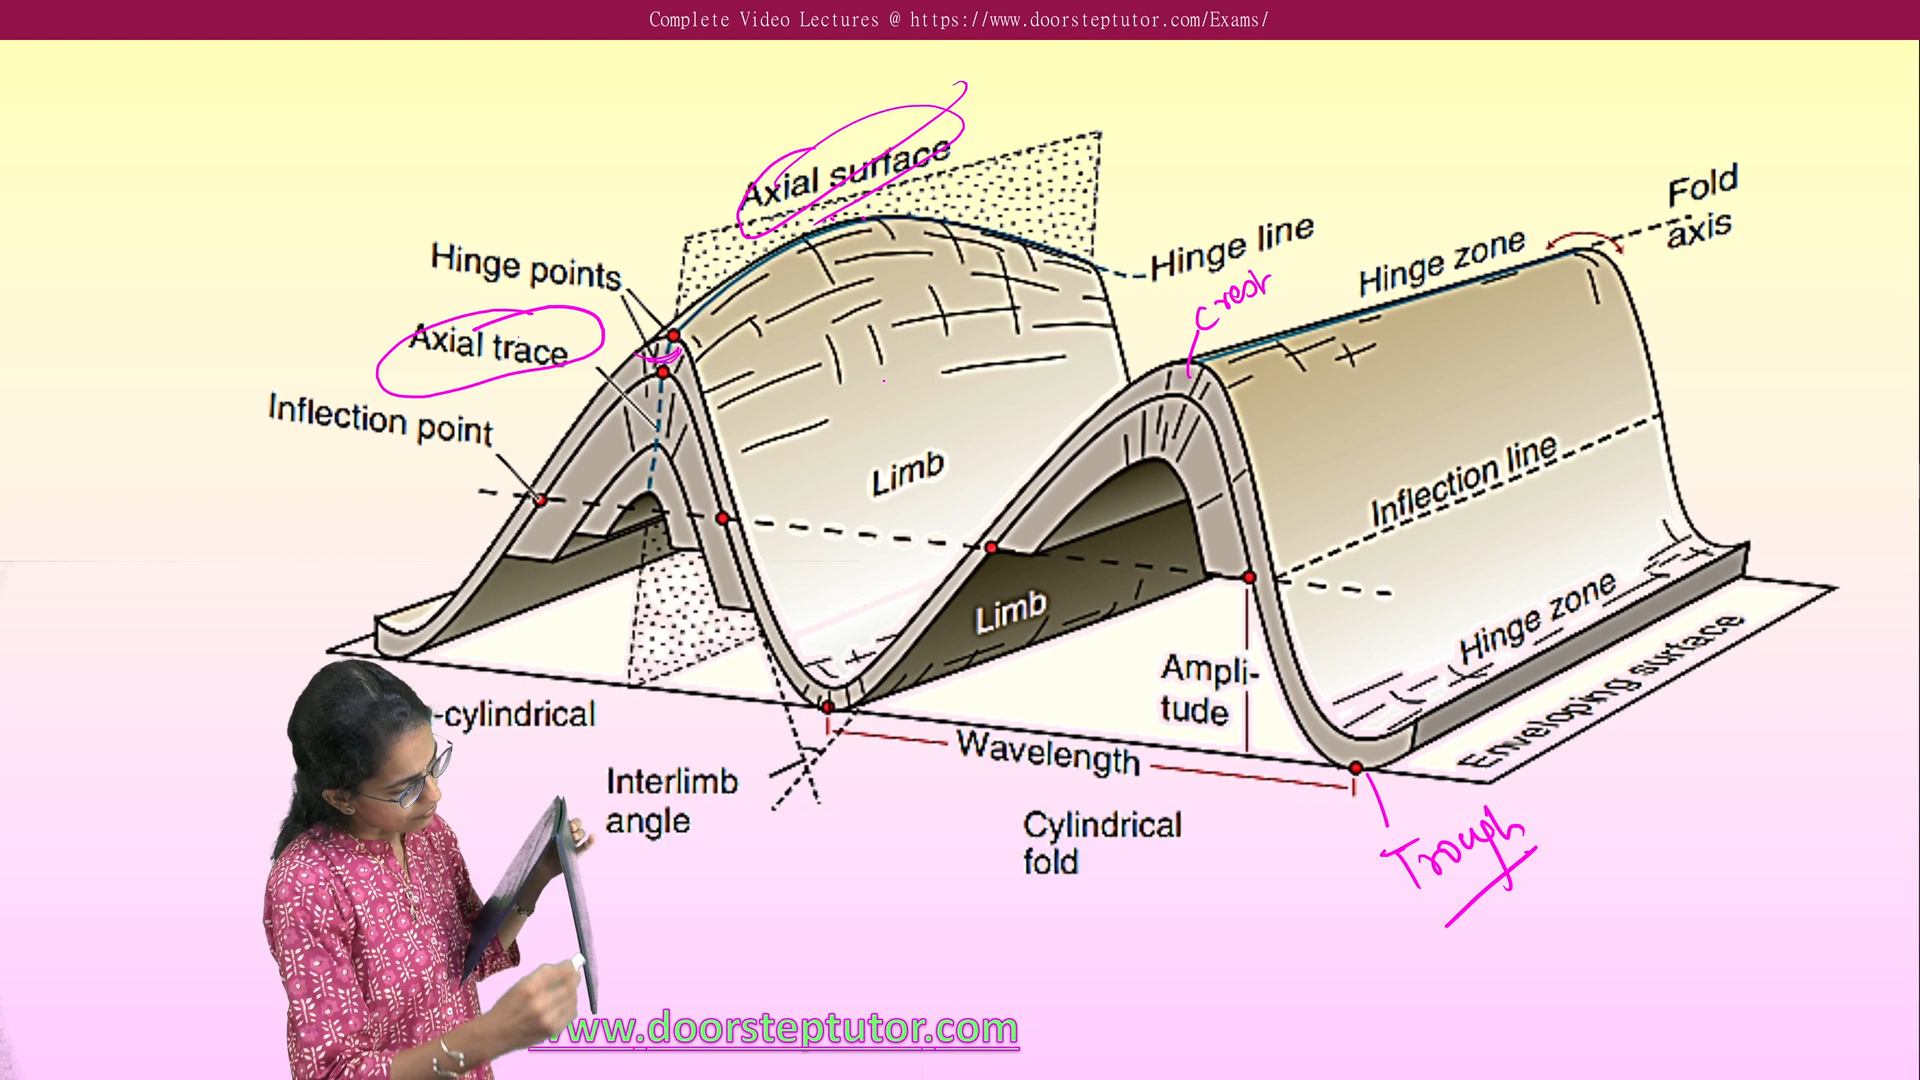 Complete Video Lectures @ https://www.doorsteptutor.com/Exams/
Axial surface
Fold
axis
Hinge points
Hinge line
Hinge zone
Crest
Axial trace
Inflection point
Limb
Inflection line
Limb
Hinge zone
Enveloping surface
Ampli-
tude
-cylindrical
Wavelength
Interlimb
angle
Cylindrical
fold
Trough
www.doorsteptutor.com